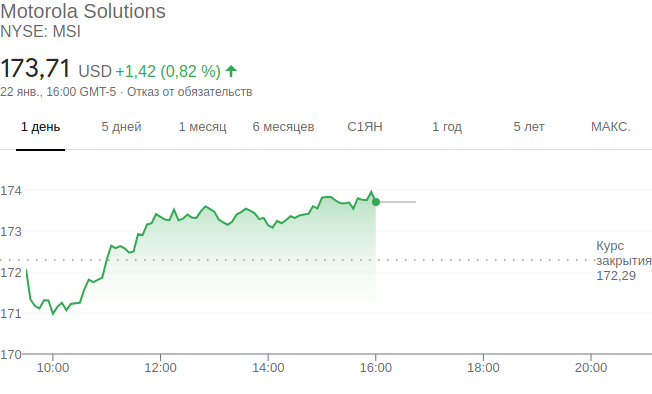 Motorola Solutions
NYSE: MSI
173,71 USD +1,42 (0,82 %)
22 янв., 16:00 GMT-5 · Отказ от обязательств
1 день 5 дней 1 месяц 6 месяцев С1ЯН 1 год 5 лет МАКС.
174
173
Курс
закрытия
172,29
172
171
170
10:00 12:00 14:00 16:00 18:00 20:00